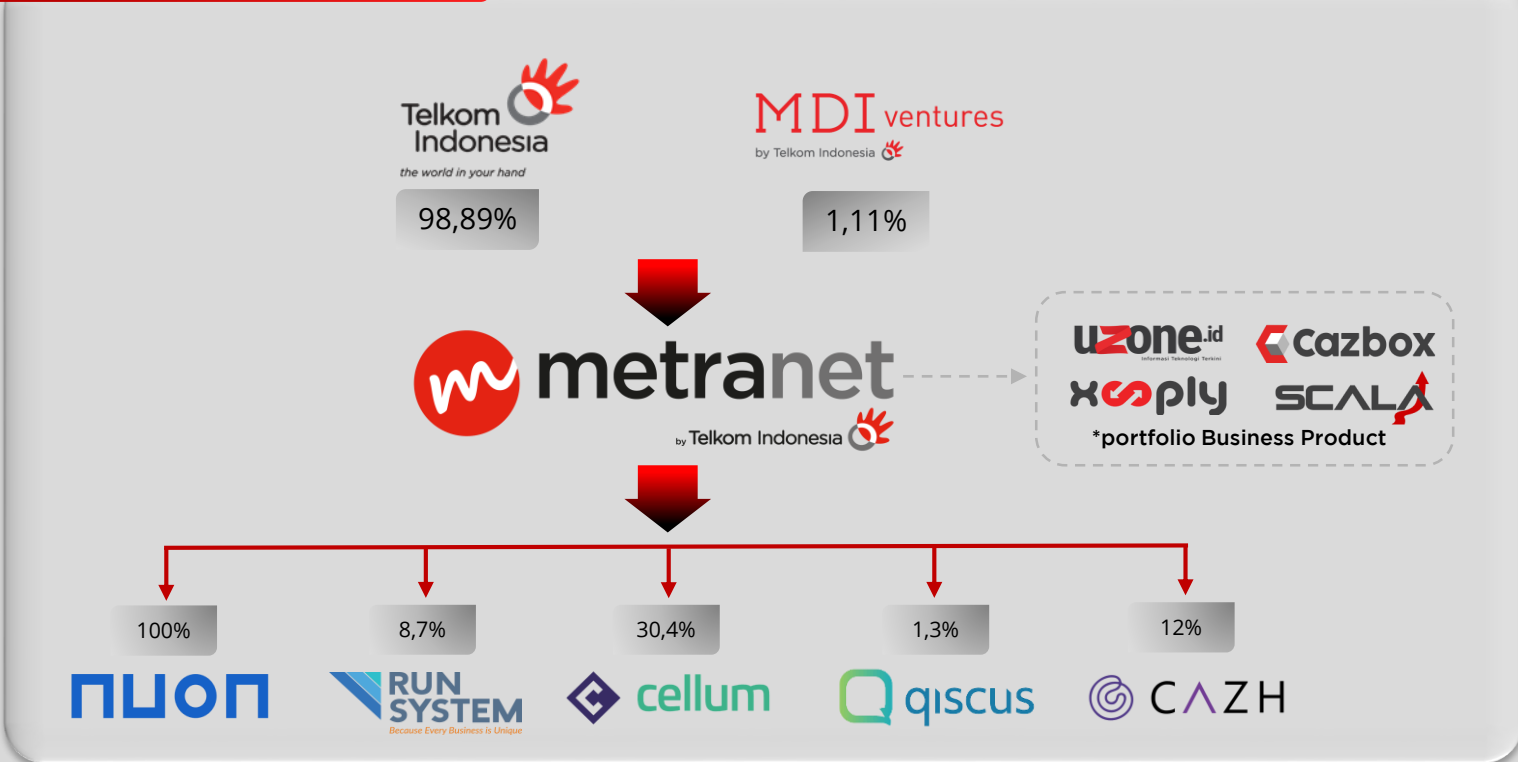 Telkom
Indonesia
the world in your hand
MDI ventures
by Telkom Indonesia
98,89%
1,11%
metranet
by Telkom Indonesia
uzone.id
Informasi Teknologi Terkini
Cazbox
xooply
SCALA
*portfolio Business Product
100%
8,7%
30,4%
1,3%
12%
nuon
RUN
SYSTEM
Because Every Business is Unique
cellum
qiscus
CAZH